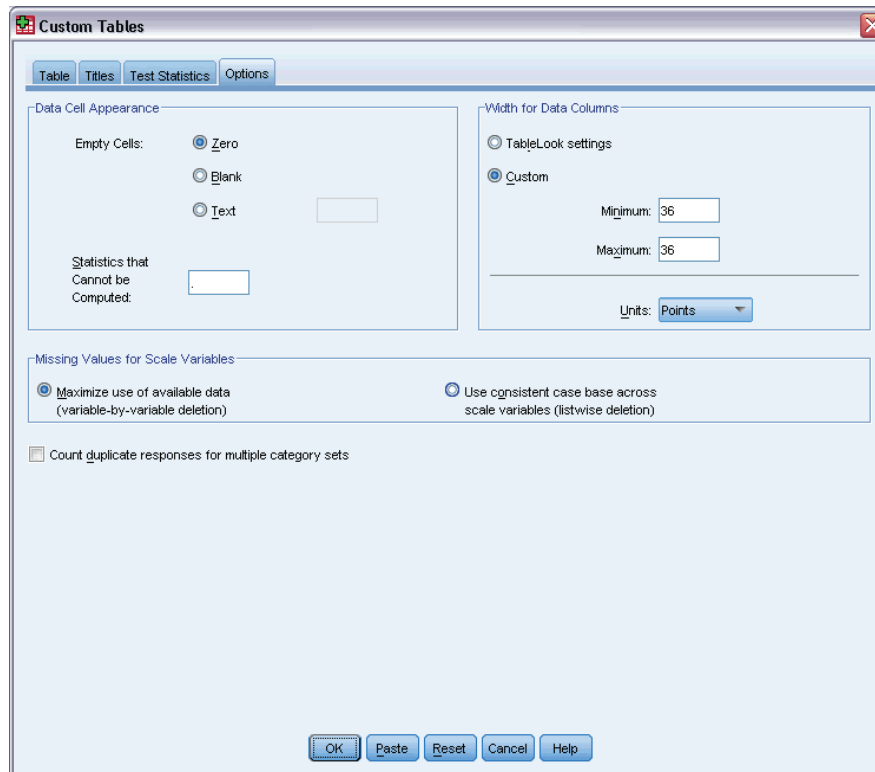 Custom Tables
Table Titles Test Statistics Options
Data Cell Appearance
Empty Cells:
Zero
Blank
Text
Statistics that
Cannot be
Computed:
.
Width for Data Columns
TableLook settings
Custom
Minimum: 36
Maximum: 36
Units: Points
Missing Values for Scale Variables
Maximize use of available data
(variable-by-variable deletion)
Use consistent case base across
scale variables (listwise deletion)
Count duplicate responses for multiple category sets
OK Paste Reset Cancel Help